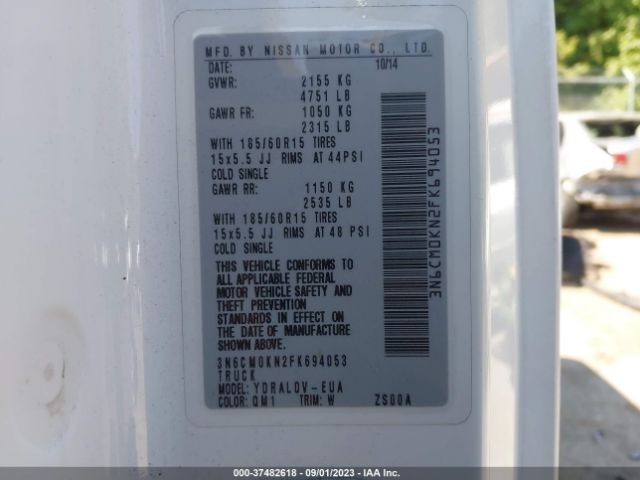 MFD. BY NISSAN MOTOR CO., LTD.
DATE: 10/14
GVWR: 2155 KG
4751 LB
GAWR FR: 1050 KG
2315 LB
WITH 185/60R15 TIRES
15x5.5 JJ RIMS AT 44PSI
COLD SINGLE
GAWR RR: 1150 KG
2535 LB
WITH 185/60R15 TIRES
15x5.5 JJ RIMS AT 48 PSI
COLD SINGLE
THIS VEHICLE CONFORMS TO
ALL APPLICABLE FEDERAL
MOTOR VEHICLE SAFETY AND
THEFT PREVENTION
STANDARDS IN EFFECT ON
THE DATE OF MANUFACTURE
SHOWN ABOVE.
3N6CM0KN2FK694053
TRUCK
MODEL: YDRALDV-EUA
COLOR: QM1 TRIM: W ZS00A
3N6CM0KN2FK694053
000-37482618 - 09/01/2023 - IAA Inc.